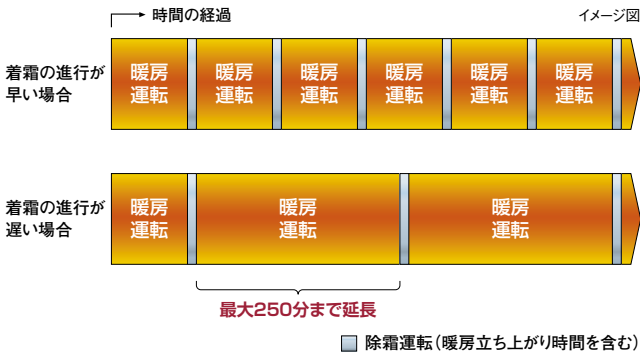 時間の経過
イメージ図
着霜の進行が
早い場合
暖房
運転
暖房
運転
暖房
運転
暖房
運転
暖房
運転
暖房
運転
着霜の進行が
遅い場合
暖房
運転
暖房
運転
暖房
運転
最大250分まで延長
除霜運転（暖房立ち上がり時間を含む）